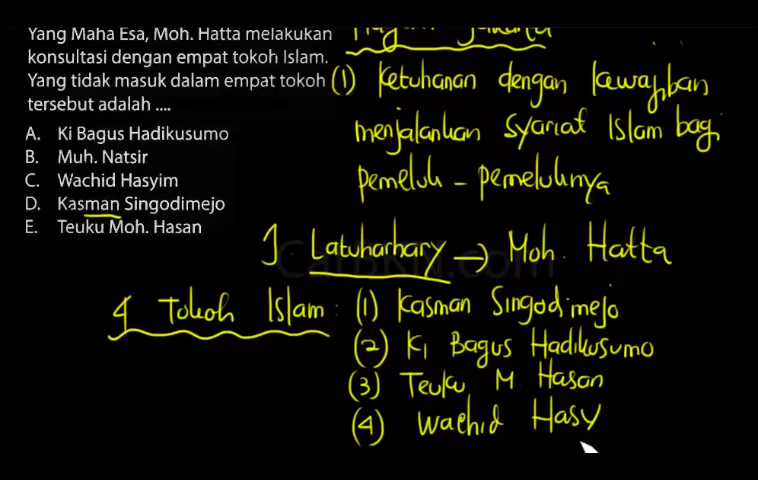 Yang Maha Esa, Moh. Hatta melakukan
konsultasi dengan empat tokoh Islam.
Yang tidak masuk dalam empat tokoh
tersebut adalah ....
A. Ki Bagus Hadikusumo
B. Muh. Natsir
C. Wachid Hasyim
D. Kasman Singodimejo
E. Teuku Moh. Hasan
(1) Ketuhanan dengan kewajiban
menjalankan syariat Islam bagi
pemeluk - pemeluknya
J. Latuharhary → Moh. Hatta
4 Tokoh Islam : (1) Kasman Singodimejo
(2) Ki Bagus Hadikusumo
(3) Teuku M Hasan
(4) Wachid Hasy